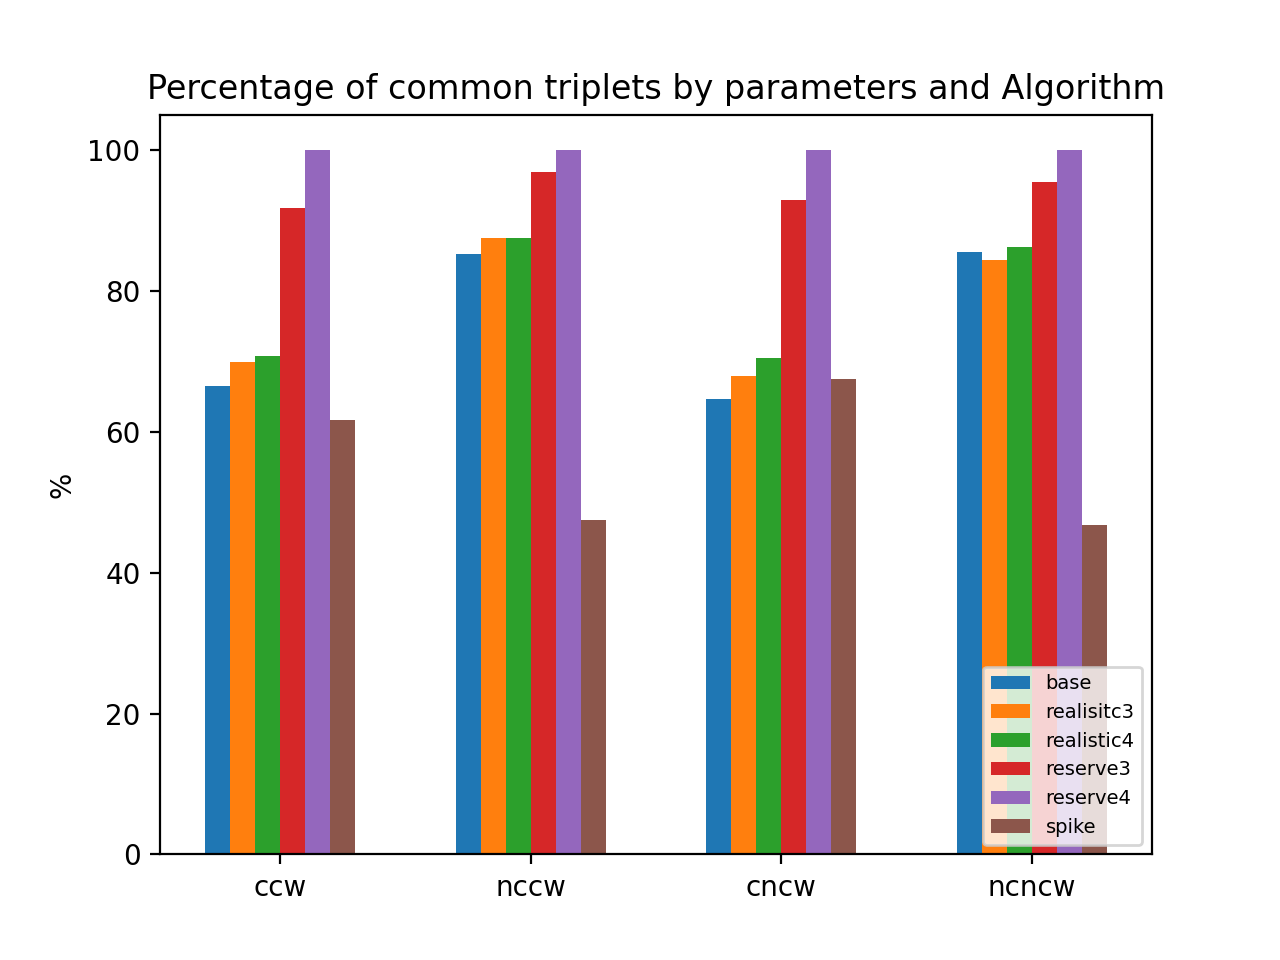 Percentage of common triplets by parameters and Algorithm
100
80
60
40
20
0
%
ccw
nccw
cncw
ncncw
base
realisitc3
realistic4
reserve3
reserve4
spike